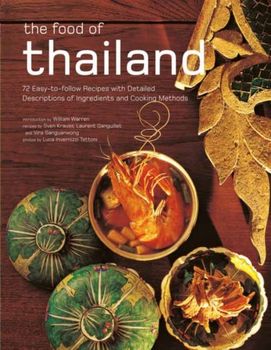 the food of
thailand
72 Easy-to-follow Recipes with Detailed
Descriptions of Ingredients and Cooking Methods
introduction by William Warren
recipes by Sven Krauss, Laurent Ganguillet
and Vira Sanguanwong
photos by Luca Invernizzi Tettoni